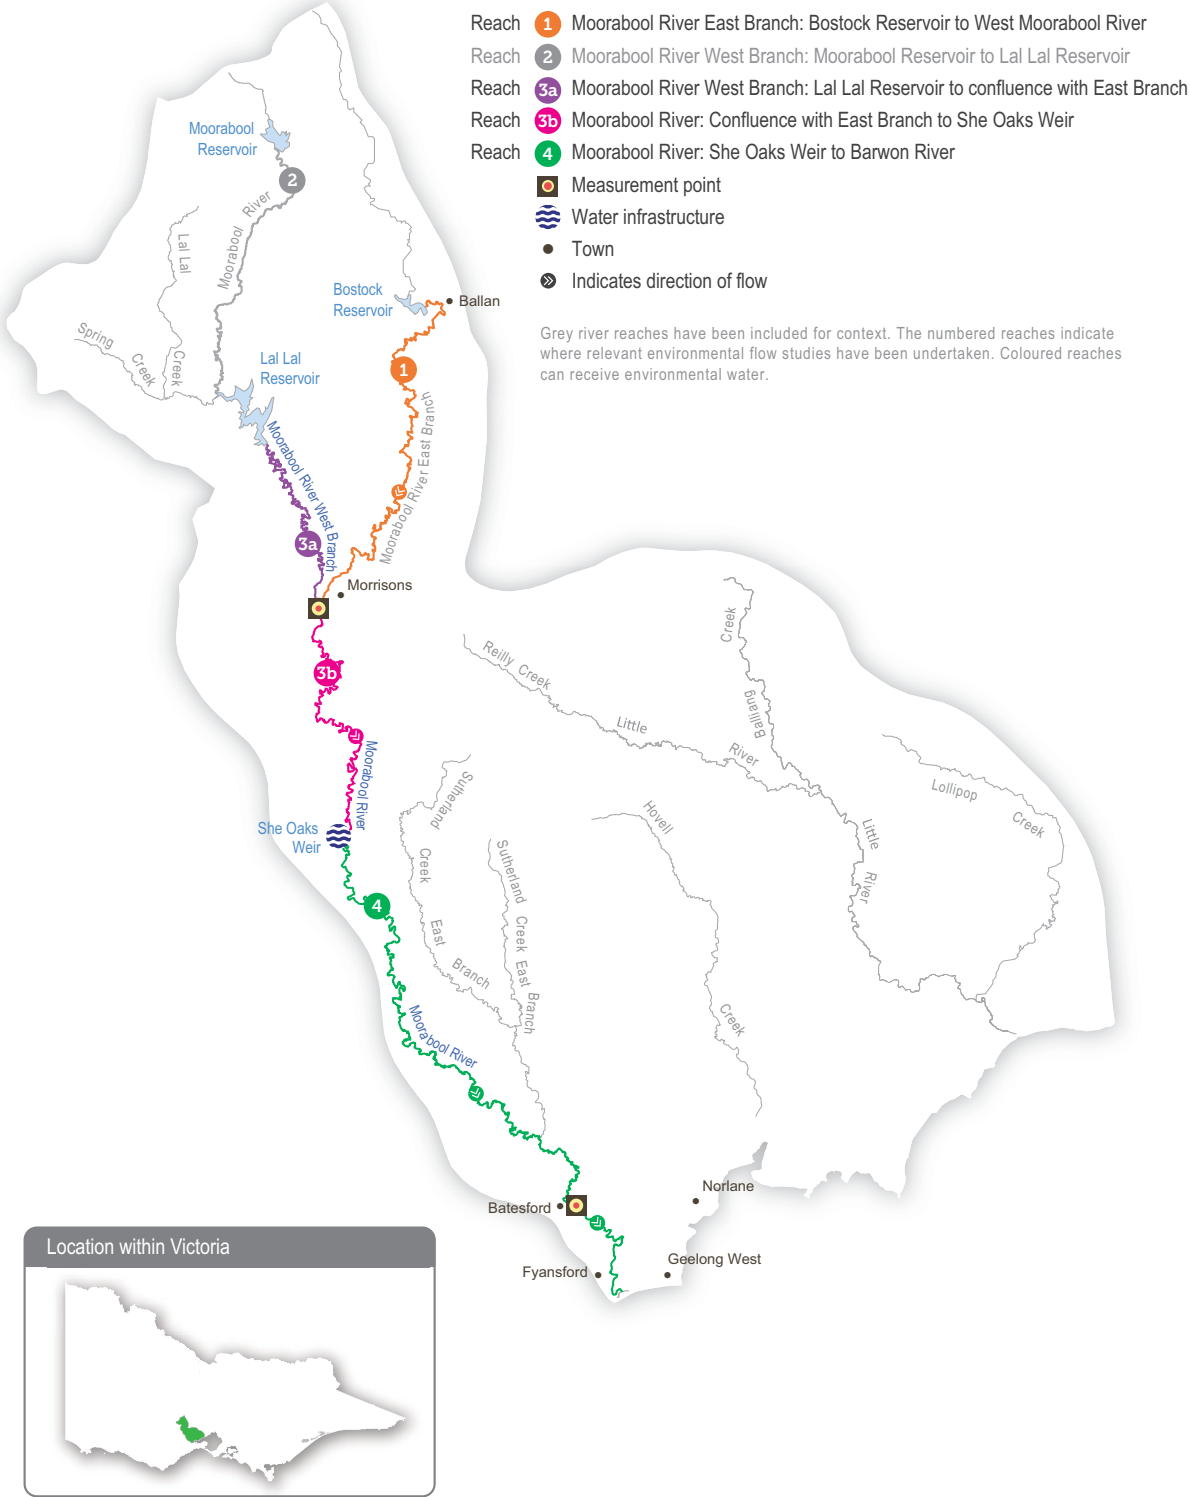 Reach 1 Moorabool River East Branch: Bostock Reservoir to West Moorabool River
Reach 2 Moorabool River West Branch: Moorabool Reservoir to Lal Lal Reservoir
Reach 3a Moorabool River West Branch: Lal Lal Reservoir to confluence with East Branch
Reach 3b Moorabool River: Confluence with East Branch to She Oaks Weir
Reach 4 Moorabool River: She Oaks Weir to Barwon River
Measurement point
Water infrastructure
Town
Indicates direction of flow
Grey river reaches have been included for context. The numbered reaches indicate
where relevant environmental flow studies have been undertaken. Coloured reaches
can receive environmental water.
Moorabool
Reservoir
2
Moorabool River
Lal Lal
Creek
Spring
Creek
Bostock
Reservoir
Ballan
Lal Lal
Reservoir
1
Moorabool River East Branch
Moorabool River West Branch
3a
Morrisons
3b
Moorabool River
She Oaks
Weir
4
Reilly Creek
Little
River
Creek
Balliang
Lollipop
Creek
Little
River
Hovell
Creek
Sutherland
Creek
East
Branch
Sutherland Creek East Branch
Moorabool River
Batesford
Norlane
Fyansford
Geelong West
Location within Victoria